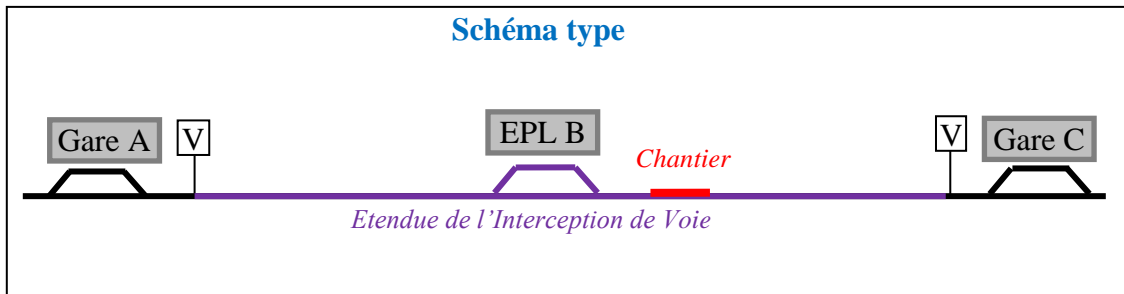 Schéma type
Gare A
V
EPL B
Chantier
V
Gare C
Etendue de l'Interception de Voie